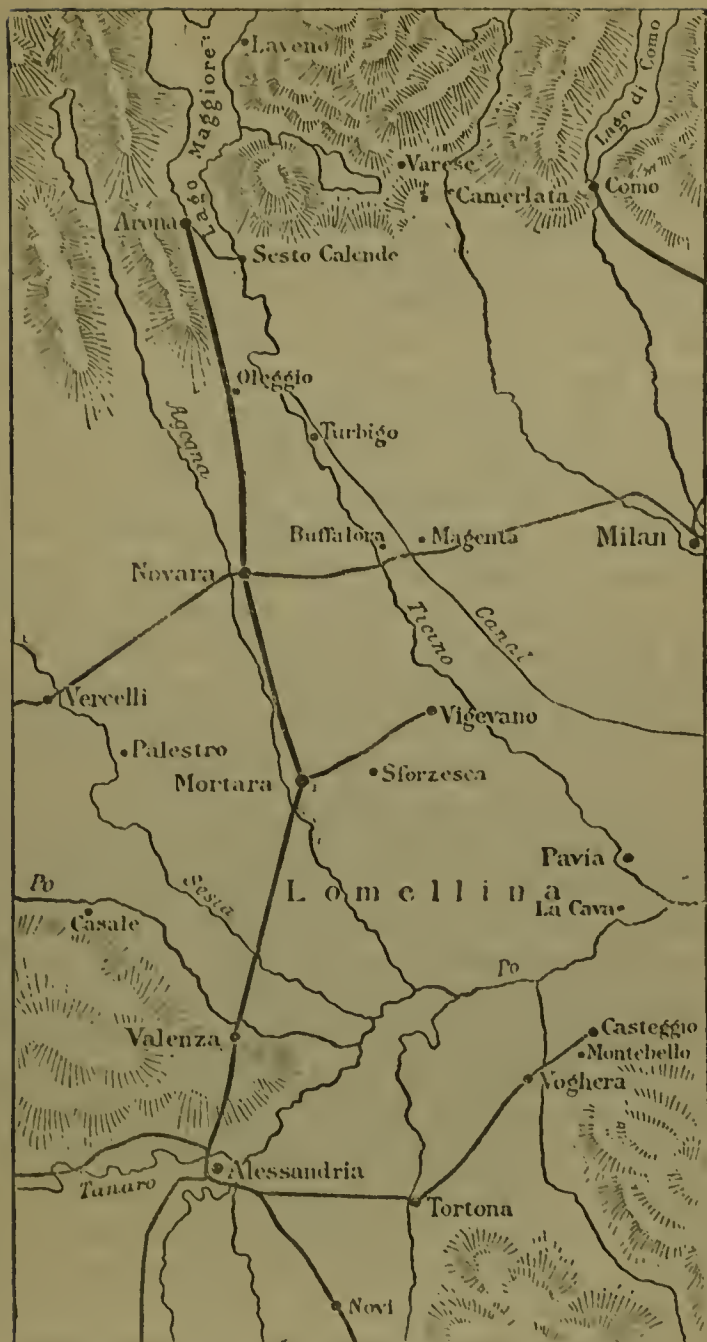 Laveno
Lago Maggiore
Lago di Como
Varese
Camerlata
Como
Arona
Sesto Calende
Oleggio
Agogna
Turbigo
Buffalora
Magenta
Milan
Novara
Ticino
Canal
Vercelli
Vigevano
Palestro
Mortara
Sforzesca
Pavia
Po
Sesia
Lomellina
La Cava
Casale
Po
Valenza
Casteggio
Montebello
Voghera
Alessandria
Tanaro
Tortona
Novi